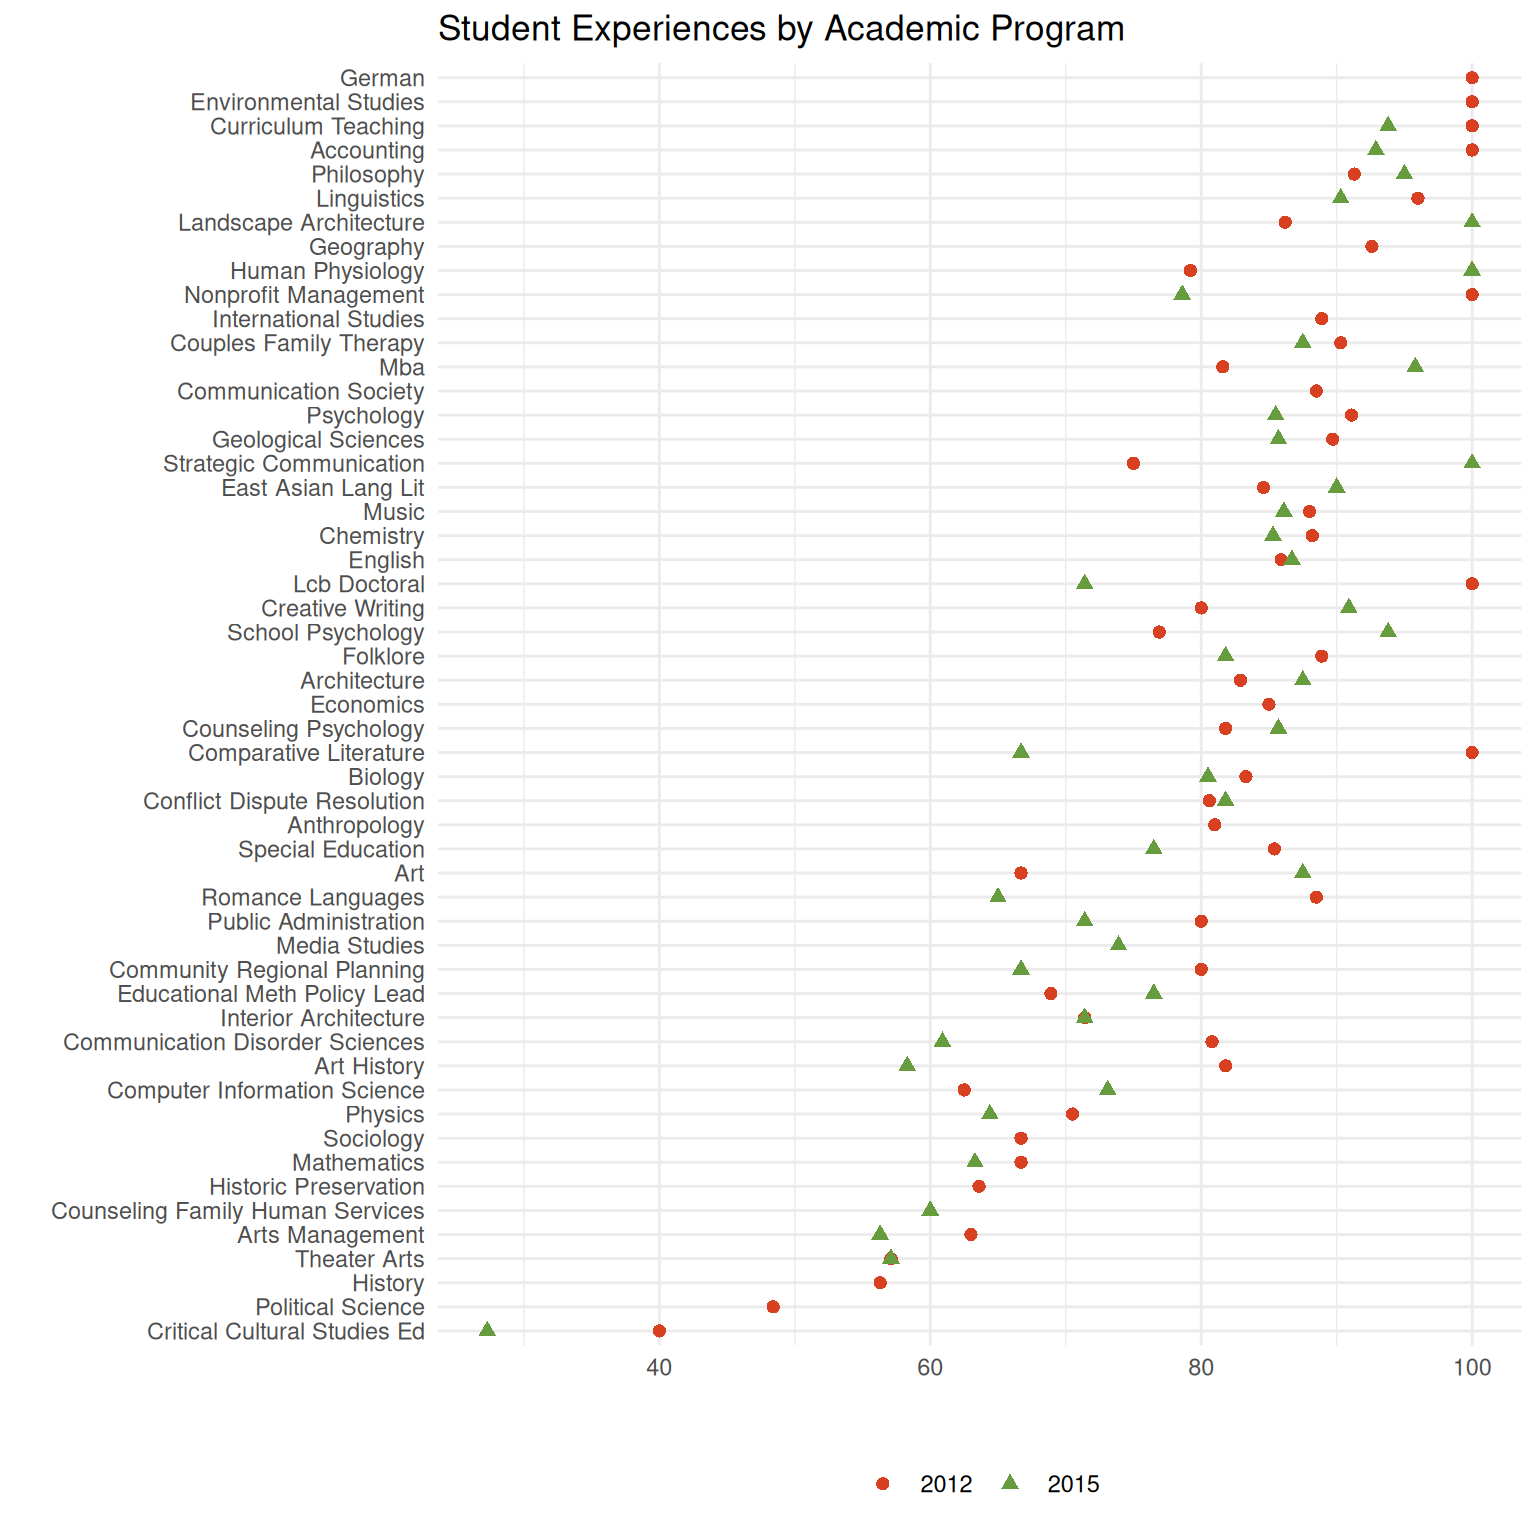 Student Experiences by Academic Program
German
Environmental Studies
Curriculum Teaching
Accounting
Philosophy
Linguistics
Landscape Architecture
Geography
Human Physiology
Nonprofit Management
International Studies
Couples Family Therapy
Mba
Communication Society
Psychology
Geological Sciences
Strategic Communication
East Asian Lang Lit
Music
Chemistry
English
Lcb Doctoral
Creative Writing
School Psychology
Folklore
Architecture
Economics
Counseling Psychology
Comparative Literature
Biology
Conflict Dispute Resolution
Anthropology
Special Education
Art
Romance Languages
Public Administration
Media Studies
Community Regional Planning
Educational Meth Policy Lead
Interior Architecture
Communication Disorder Sciences
Art History
Computer Information Science
Physics
Sociology
Mathematics
Historic Preservation
Counseling Family Human Services
Arts Management
Theater Arts
History
Political Science
Critical Cultural Studies Ed
40 60 80 100
2012 2015